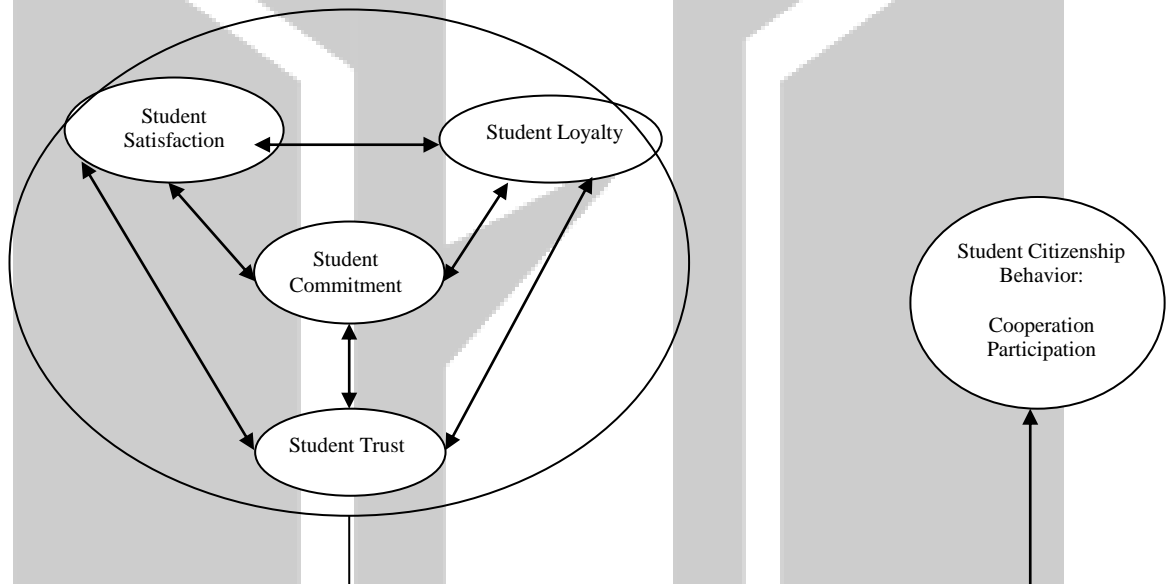 Student
Satisfaction
Student Loyalty
Student
Commitment
Student Trust
Student Citizenship
Behavior:
Cooperation
Participation